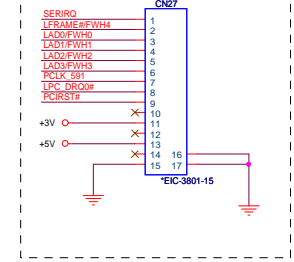 CN27
SERIRQ
1
LFRAME#/FWH4
2
LAD0/FWH0
3
LAD1/FWH1
4
LAD2/FWH2
5
LAD3/FWH3
6
PCLK_591
7
LPC_DRQ0#
8
PCIRST#
9
10
+3V
11
12
+5V
13
14
16
15
17
*EIC-3801-15